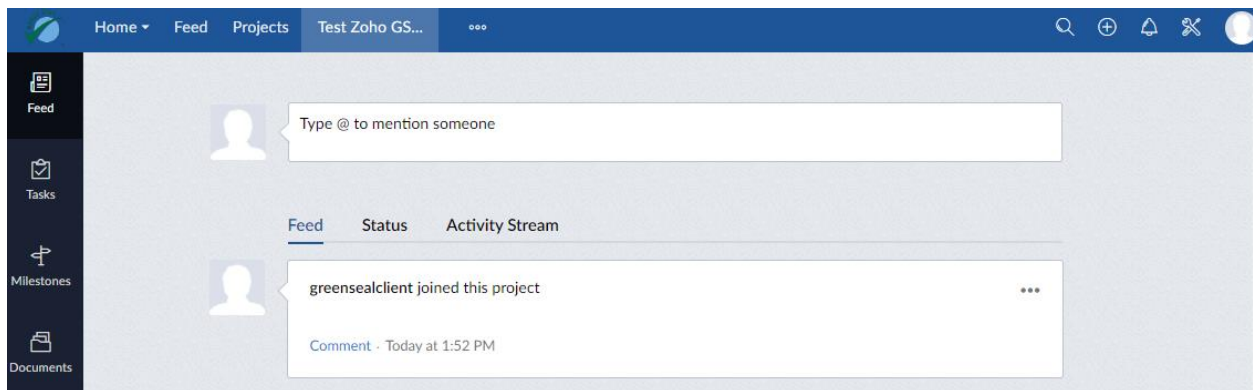 Home Feed Projects Test Zoho GS...
Feed
Type @ to mention someone
Tasks
Feed Status Activity Stream
Milestones
greensealclient joined this project
Comment · Today at 1:52 PM
Documents